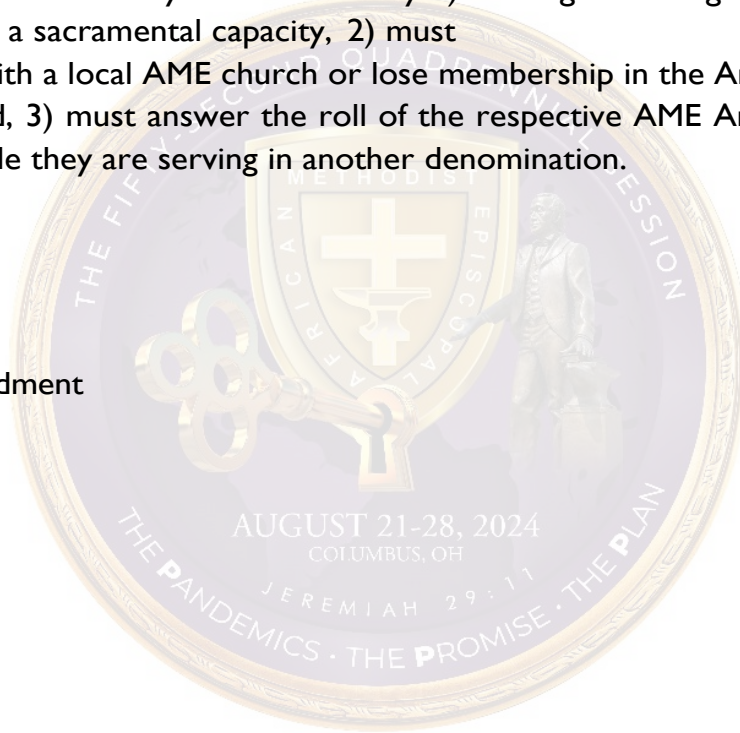 a sacramental capacity, 2) must
ith a local AME church or lose membership in the A
d, 3) must answer the roll of the respective AME A
le they are serving in another denomination.
dment
THE FIFTY-SECOND QUADRENNIAL SESSION
METHODIST
AFRICAN
EPISCOPAL
AUGUST 21-28, 2024
COLUMBUS, OH
JEREMIAH 29:11
THE PANDEMICS · THE PROMISE · THE PLAN